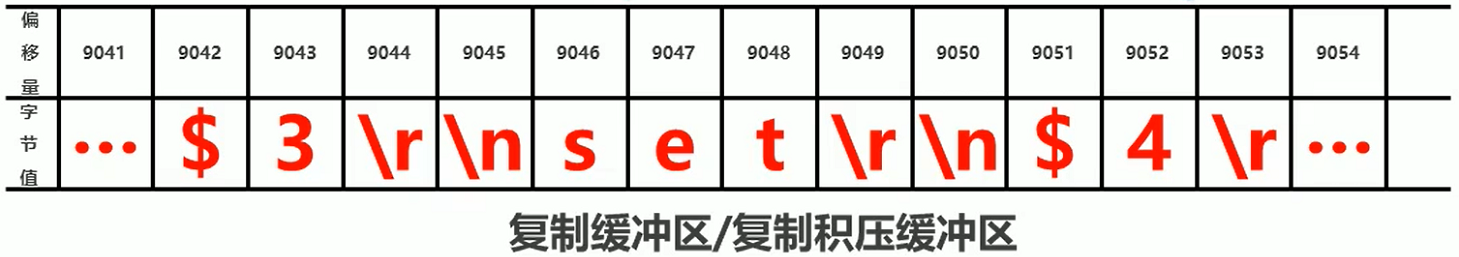 偏移量 9041 9042 9043 9044 9045 9046 9047 9048 9049 9050 9051 9052 9053 9054
字节值 ... $ 3 \r \n s e t \r \n $ 4 \r ...
复制缓冲区/复制积压缓冲区